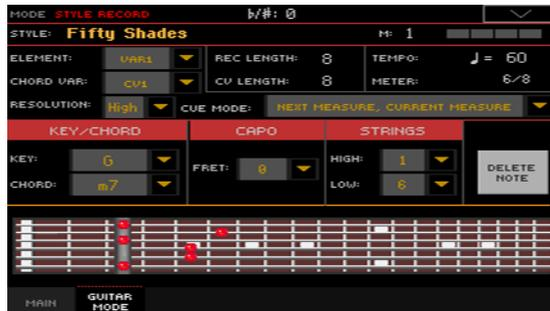 MODE STYLE RECORD b/#: 0
STYLE: Fifty Shades M: 1
ELEMENT: VAR1 REC LENGTH: 8 TEMPO: ♩ = 60
CHORD VAR: CV1 CV LENGTH: 8 METER: 6/8
RESOLUTION: High CUE MODE: NEXT MEASURE, CURRENT MEASURE
KEY/CHORD CAPO STRINGS
KEY: G FRET: 0 HIGH: 1 DELETE NOTE
CHORD: m7 LOW: 6
MAIN GUITAR MODE